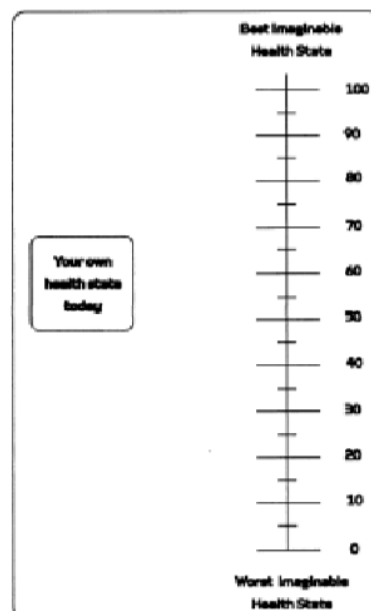 Best Imaginable
Health State
100
90
80
70
Your own
health state
today
60
50
40
30
20
10
0
Worst Imaginable
Health State